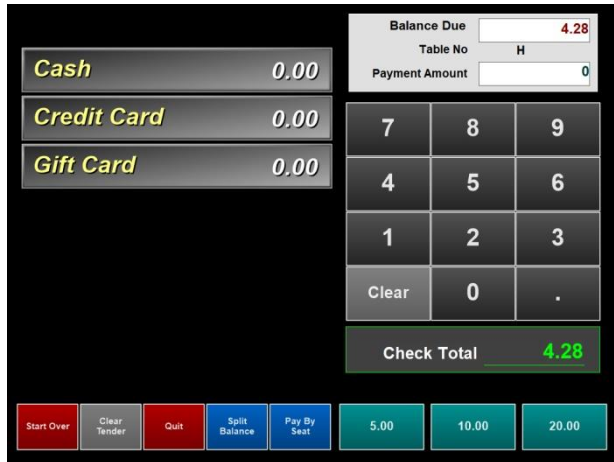 Balance Due 4.28
Table No H
Payment Amount 0
Cash 0.00
Credit Card 0.00
Gift Card 0.00
7 8 9
4 5 6
1 2 3
Clear 0 .
Check Total 4.28
Start Over
Clear
Tender
Quit
Split
Balance
Pay By
Seat
5.00 10.00 20.00